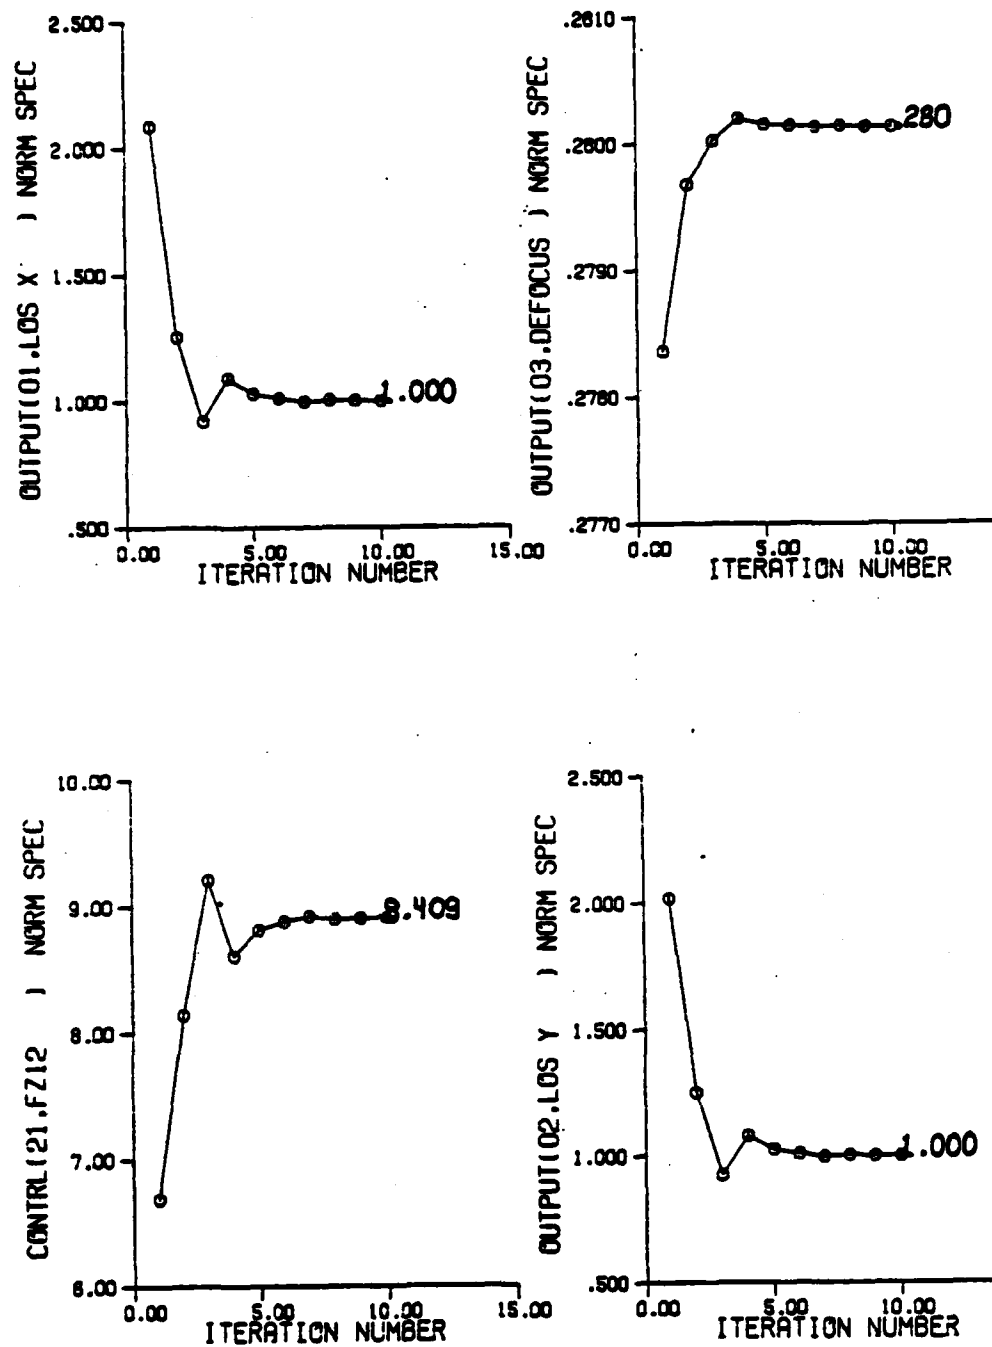 2.500
2.000
1.500
1.000
.500
OUTPUT(01.LOS X ) NORM SPEC
1.000
0.00 5.00 10.00 15.00
ITERATION NUMBER
.2810
.2800
.2790
.2780
.2770
OUTPUT(03.DEFOCUS ) NORM SPEC
.280
0.00 5.00 10.00
ITERATION NUMBER
10.00
9.00
8.00
7.00
6.00
CONTRL(21.FZ12 ) NORM SPEC
0.00 5.00 10.00 15.00
ITERATION NUMBER
2.500
2.000
1.500
1.000
.500
OUTPUT(02.LOS Y ) NORM SPEC
1.000
0.00 5.00 10.00
ITERATION NUMBER